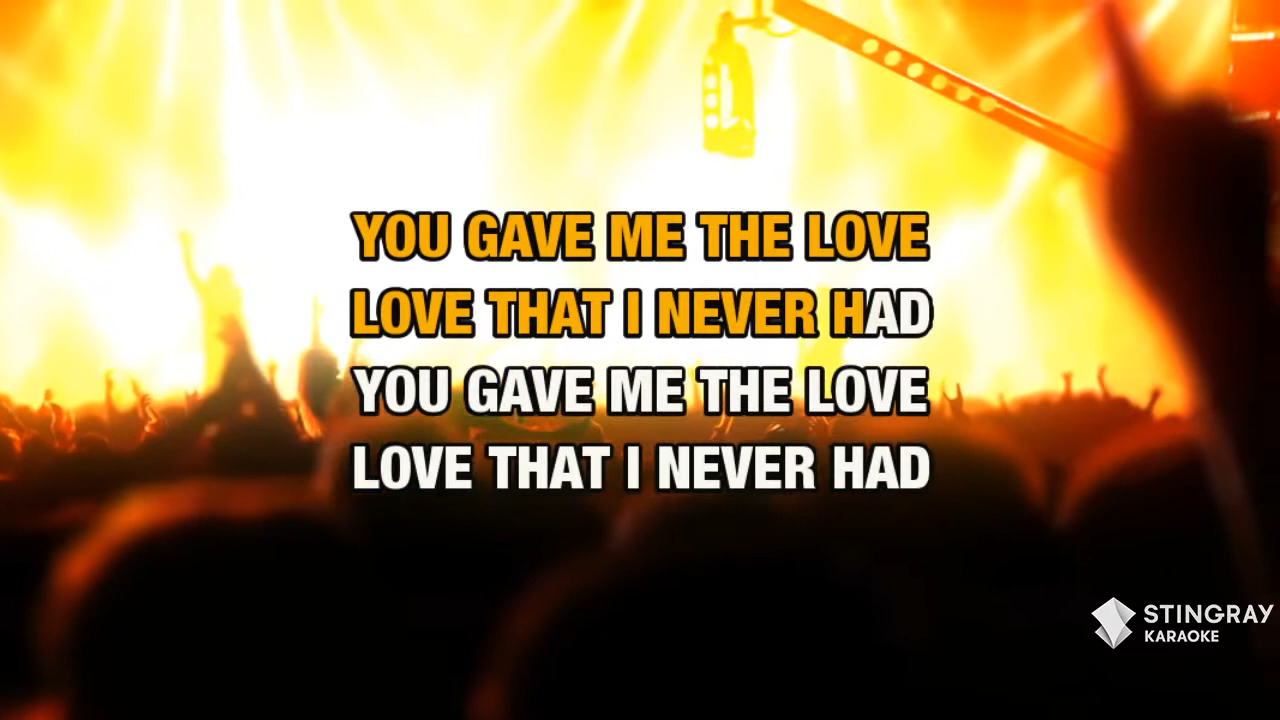 YOU GAVE ME THE LOVE
LOVE THAT I NEVER HAD
YOU GAVE ME THE LOVE
LOVE THAT I NEVER HAD
STINGRAY
KARAOKE